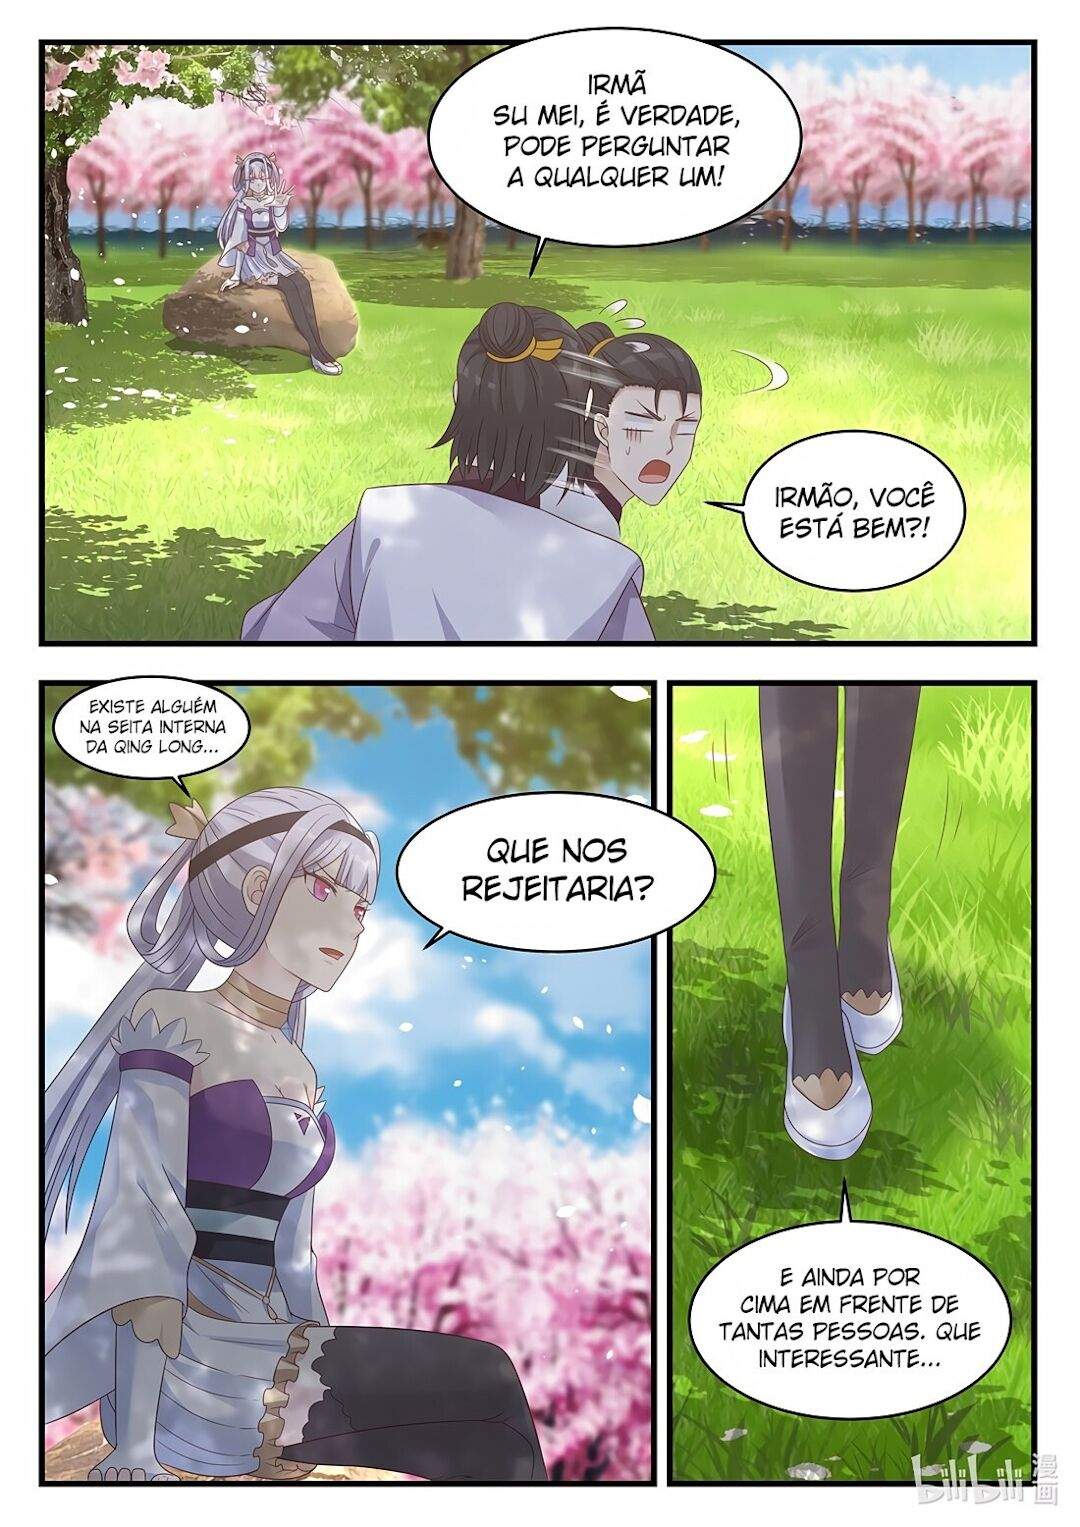 IRMÃ
SU MEI, É VERDADE,
PODE PERGUNTAR
A QUALQUER UM!
IRMÃO, VOCÊ
ESTÁ BEM?!
EXISTE ALGUÉM
NA SEITA INTERNA
DA QING LONG...
QUE NOS
REJEITARIA?
E AINDA POR
CIMA EM FRENTE DE
TANTAS PESSOAS. QUE
INTERESSANTE...
bilibili 漫画